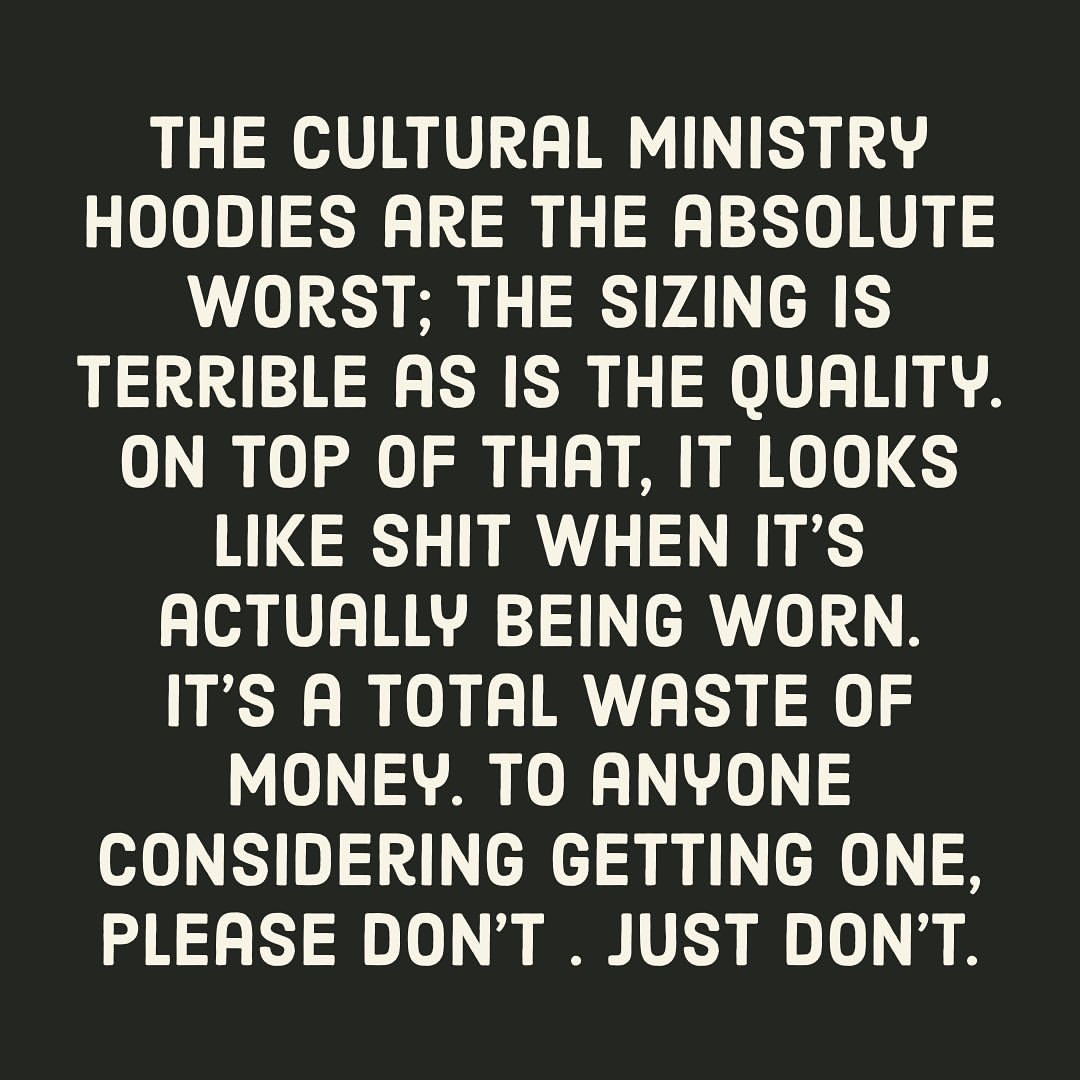 THE CULTURAL MINISTRY
HOODIES ARE THE ABSOLUTE
WORST; THE SIZING IS
TERRIBLE AS IS THE QUALITY.
ON TOP OF THAT, IT LOOKS
LIKE SHIT WHEN IT’S
ACTUALLY BEING WORN.
IT’S A TOTAL WASTE OF
MONEY. TO ANYONE
CONSIDERING GETTING ONE,
PLEASE DON’T . JUST DON’T.